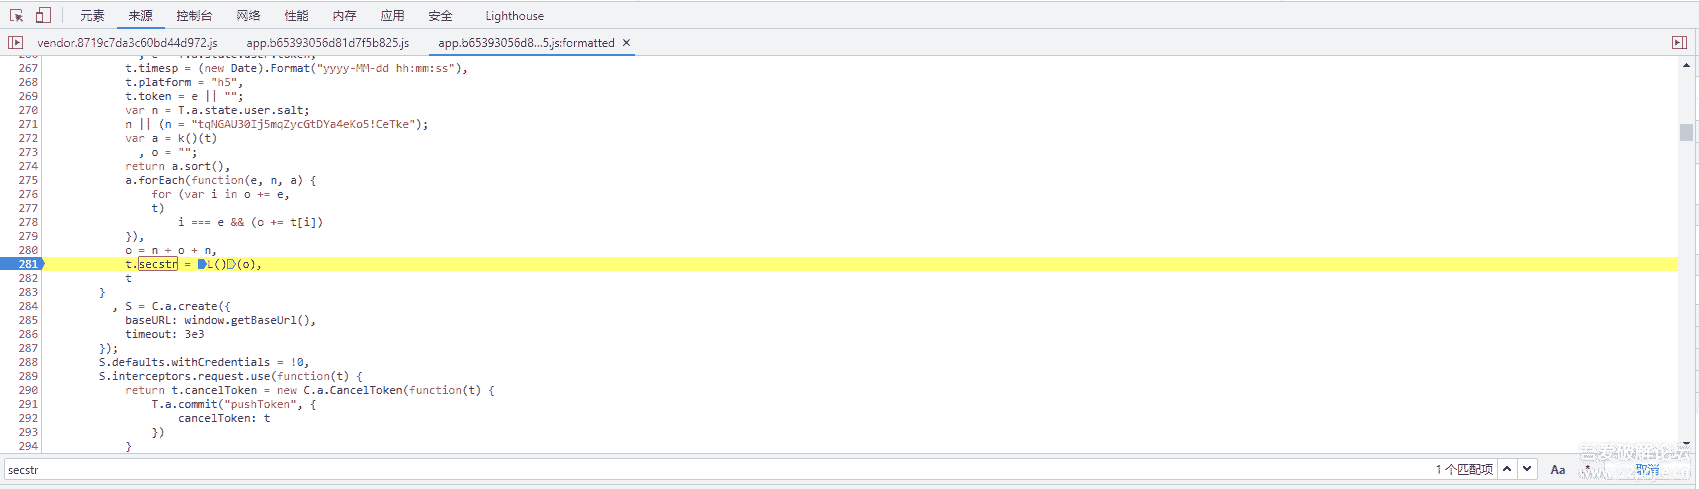 元素 来源 控制台 网络 性能 内存 应用 安全 Lighthouse
vendor.8719c7da3c60bd44d972.js app.b65393056d81d7f5b825.js app.b65393056d8...5.js:formatted ×
267 t.timesp = (new Date).Format("yyyy-MM-dd hh:mm:ss"),
268 t.platform = "h5",
269 t.token = e || "";
270 var n = T.a.state.user.salt;
271 n || (n = "tqNGAU30Ij5mqZycGtDYa4eKo5!CeTke");
272 var a = k()(t)
273 , o = "";
274 return a.sort(),
275 a.forEach(function(e, n, a) {
276 for (var i in o += e,
277 t)
278 i === e && (o += t[i])
279 }),
280 o = n + o + n,
281 t.secstr = L()(o),
282 t
283 }
284 , S = C.a.create({
285 baseURL: window.getBaseUrl(),
286 timeout: 3e3
287 });
288 S.defaults.withCredentials = !0,
289 S.interceptors.request.use(function(t) {
290 return t.cancelToken = new C.a.CancelToken(function(t) {
291 T.a.commit("pushToken", {
292 cancelToken: t
293 })
294 }
secstr 1 个匹配项 Aa .* 取消
吾爱破解论坛